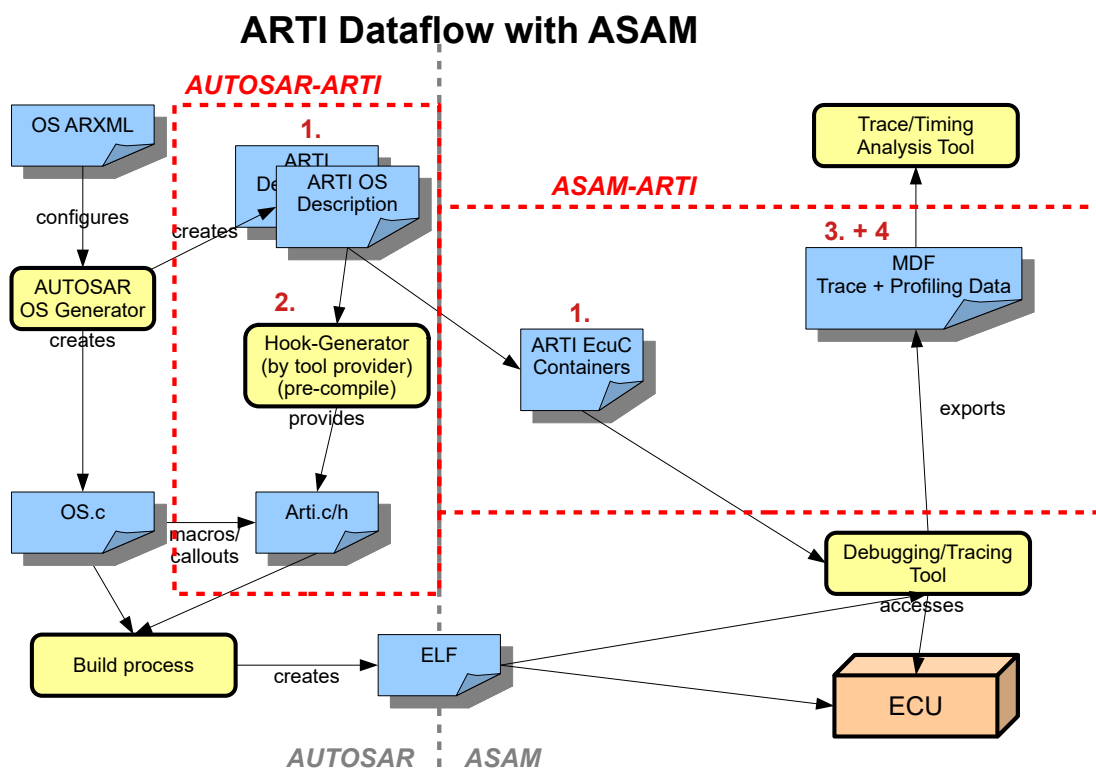 ARTI Dataflow with ASAM
AUTOSAR-ARTI
OS ARXML
1.
ARTI
ARTI OS
Description
Trace/Timing
Analysis Tool
ASAM-ARTI
configures
creates
3. + 4
MDF
Trace + Profiling Data
AUTOSAR
OS Generator
creates
2.
Hook-Generator
(by tool provider)
(pre-compile)
provides
1.
ARTI EcuC
Containers
exports
OS.c
macros/
callouts
Arti.c/h
Debugging/Tracing
Tool
accesses
Build process
creates
ELF
ECU
AUTOSAR
ASAM